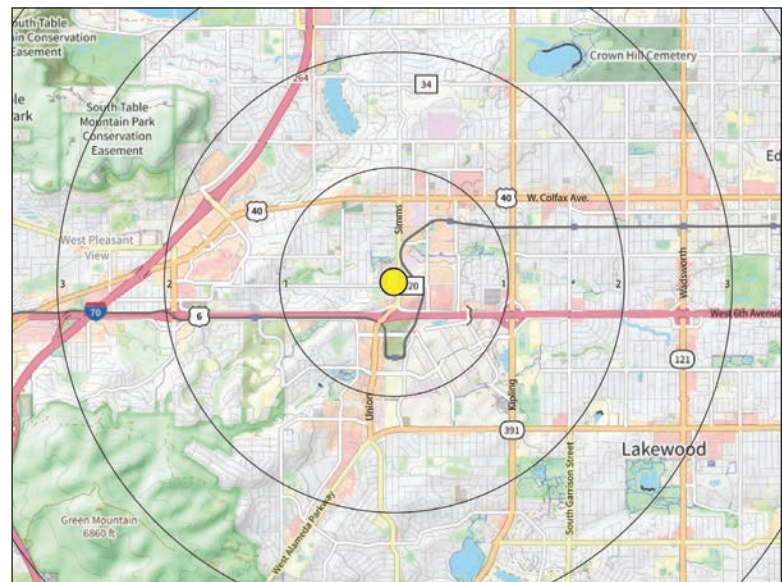 South Table
ain Conservation
Easement
264
Crown Hill Cemetery
34
ble
Park
South Table
Mountain Park
Conservation
Easement
Ed
40
W. Colfax Ave.
40
Simms
West Pleasant
View
Wadsworth
3
2
1
20
1
2
3
70
6
West 6th Avenue
121
Union
Kipling
391
Lakewood
South Garrison Street
Green Mountain
6860 ft
West Alameda Parkway